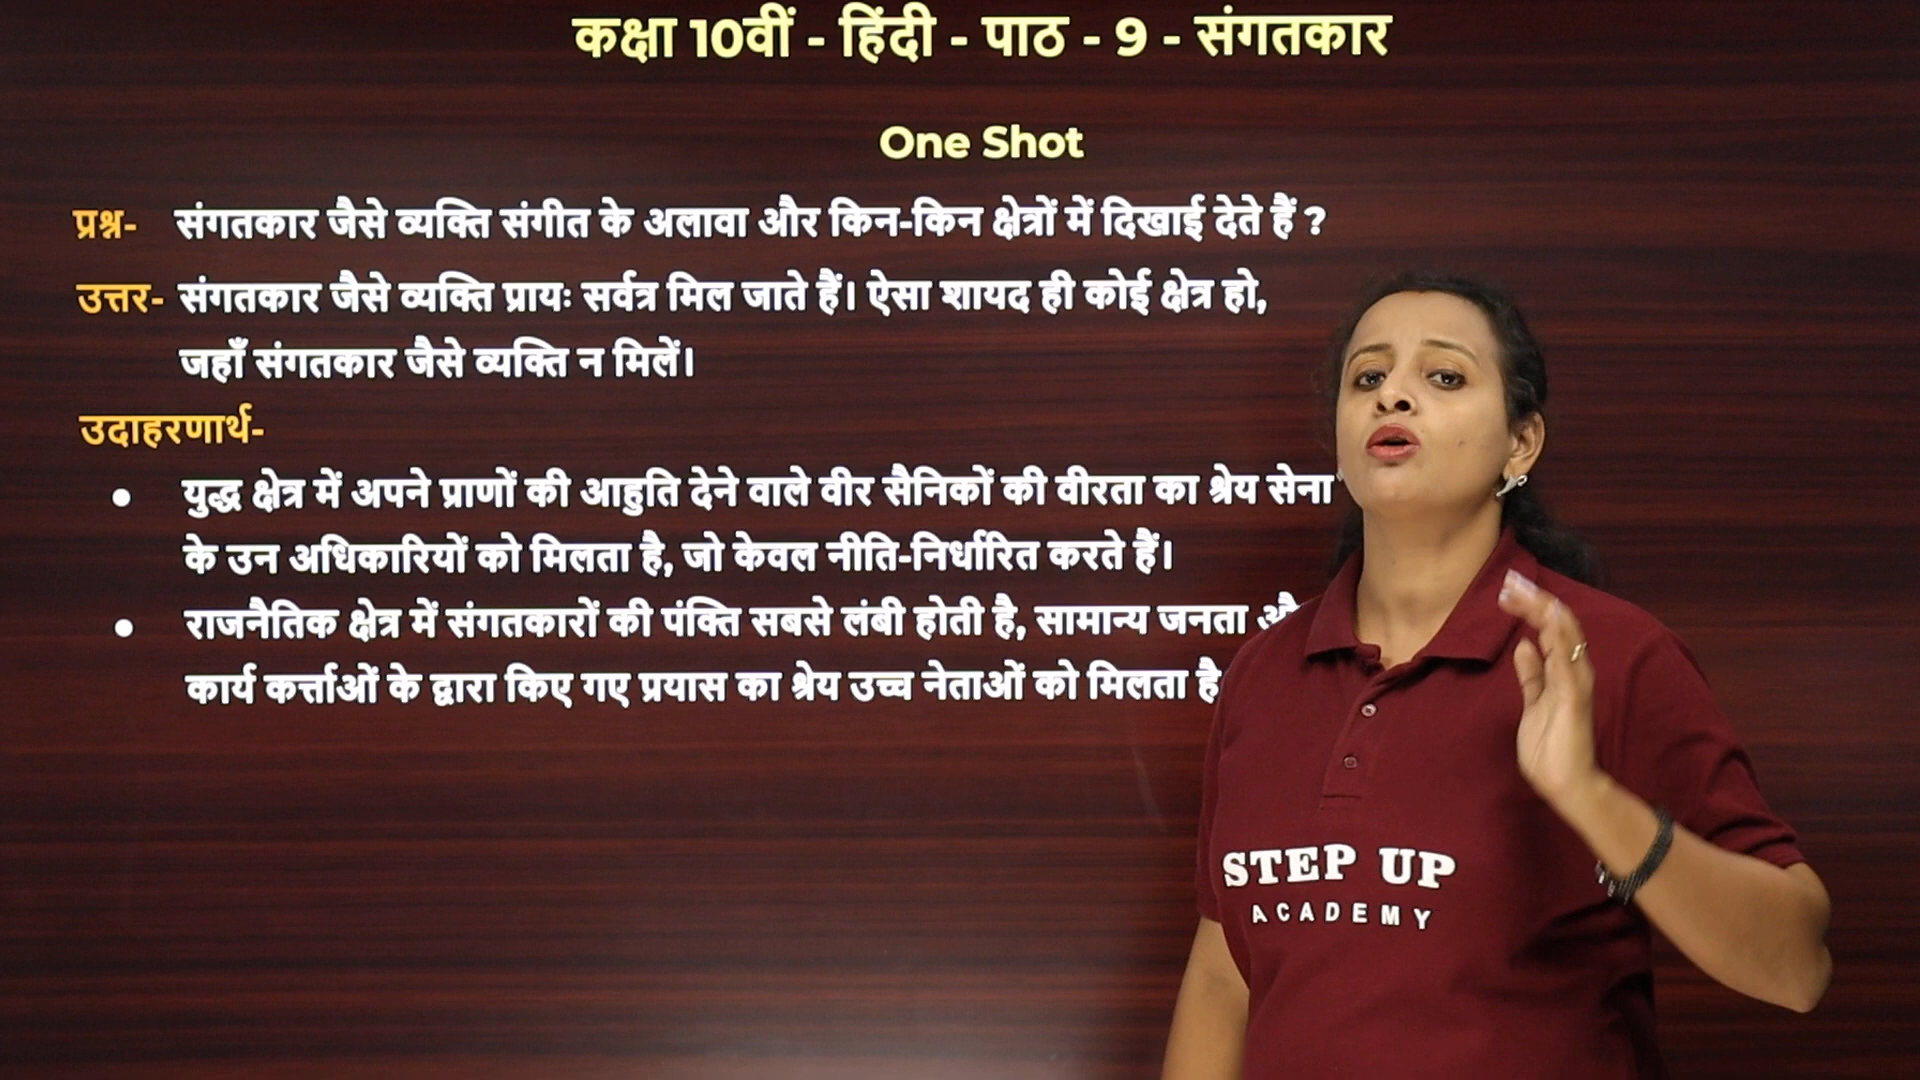 कक्षा 10वीं - हिंदी - पाठ - 9 - संगतकार
One Shot
प्रश्न- संगतकार जैसे व्यक्ति संगीत के अलावा और किन-किन क्षेत्रों में दिखाई देते हैं ?
उत्तर- संगतकार जैसे व्यक्ति प्रायः सर्वत्र मिल जाते हैं। ऐसा शायद ही कोई क्षेत्र हो,
जहाँ संगतकार जैसे व्यक्ति न मिलें।
उदाहरणार्थ-
• युद्ध क्षेत्र में अपने प्राणों की आहुति देने वाले वीर सैनिकों की वीरता का श्रेय सेना
के उन अधिकारियों को मिलता है, जो केवल नीति-निर्धारित करते हैं।
• राजनैतिक क्षेत्र में संगतकारों की पंक्ति सबसे लंबी होती है, सामान्य जनता
कार्य कर्त्ताओं के द्वारा किए गए प्रयास का श्रेय उच्च नेताओं को मिलता है
STEP UP
ACADEMY